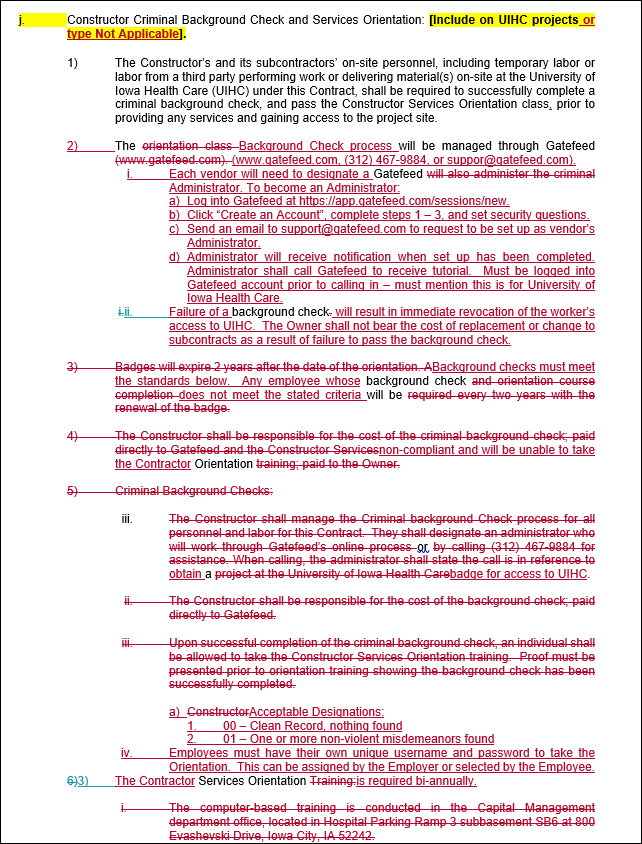 j. Constructor Criminal Background Check and Services Orientation: [Include on UIHC projects or
type Not Applicable].
1) The Constructor's and its subcontractors' on-site personnel, including temporary labor or
labor from a third party performing work or delivering material(s) on-site at the University of
Iowa Health Care (UIHC) under this Contract, shall be required to successfully complete a
criminal background check, and pass the Constructor Services Orientation class, prior to
providing any services and gaining access to the project site.
2) The orientation class Background Check process will be managed through Gatefeed
(www.gatefeed.com). (www.gatefeed.com, (312) 467-9884, or suppor@gatefeed.com).
i. Each vendor will need to designate a Gatefeed will also administer the criminal
Administrator. To become an Administrator:
a) Log into Gatefeed at https://app.gatefeed.com/sessions/new.
b) Click "Create an Account", complete steps 1 – 3, and set security questions.
c) Send an email to support@gatefeed.com to request to be set up as vendor's
Administrator.
d) Administrator will receive notification when set up has been completed.
Administrator shall call Gatefeed to receive tutorial. Must be logged into
Gatefeed account prior to calling in – must mention this is for University of
Iowa Health Care.
i.ii. Failure of a background check. will result in immediate revocation of the worker's
access to UIHC. The Owner shall not bear the cost of replacement or change to
subcontracts as a result of failure to pass the background check.
3) Badges will expire 2 years after the date of the orientation. ABackground checks must meet
the standards below. Any employee whose background check and orientation course
completion does not meet the stated criteria will be required every two years with the
renewal of the badge.
4) The Constructor shall be responsible for the cost of the criminal background check; paid
directly to Gatefeed and the Constructor Servicesnon-compliant and will be unable to take
the Contractor Orientation training; paid to the Owner.
5) Criminal Background Checks:
iii. The Constructor shall manage the Criminal background Check process for all
personnel and labor for this Contract. They shall designate an administrator who
will work through Gatefeed's online process or by calling (312) 467-9884 for
assistance. When calling, the administrator shall state the call is in reference to
obtain a project at the University of Iowa Health Carebadge for access to UIHC.
ii. The Constructor shall be responsible for the cost of the background check; paid
directly to Gatefeed.
iii. Upon successful completion of the criminal background check, an individual shall
be allowed to take the Constructor Services Orientation training. Proof must be
presented prior to orientation training showing the background check has been
successfully completed.
a) ConstructorAcceptable Designations:
1. 00 – Clean Record, nothing found
2. 01 – One or more non-violent misdemeanors found
iv. Employees must have their own unique username and password to take the
Orientation. This can be assigned by the Employer or selected by the Employee.
6)3) The Contractor Services Orientation Training:is required bi-annually.
i. The computer-based training is conducted in the Capital Management
department office, located in Hospital Parking Ramp 3 subbasement SB6 at 800
Evashevski Drive, Iowa City, IA 52242.